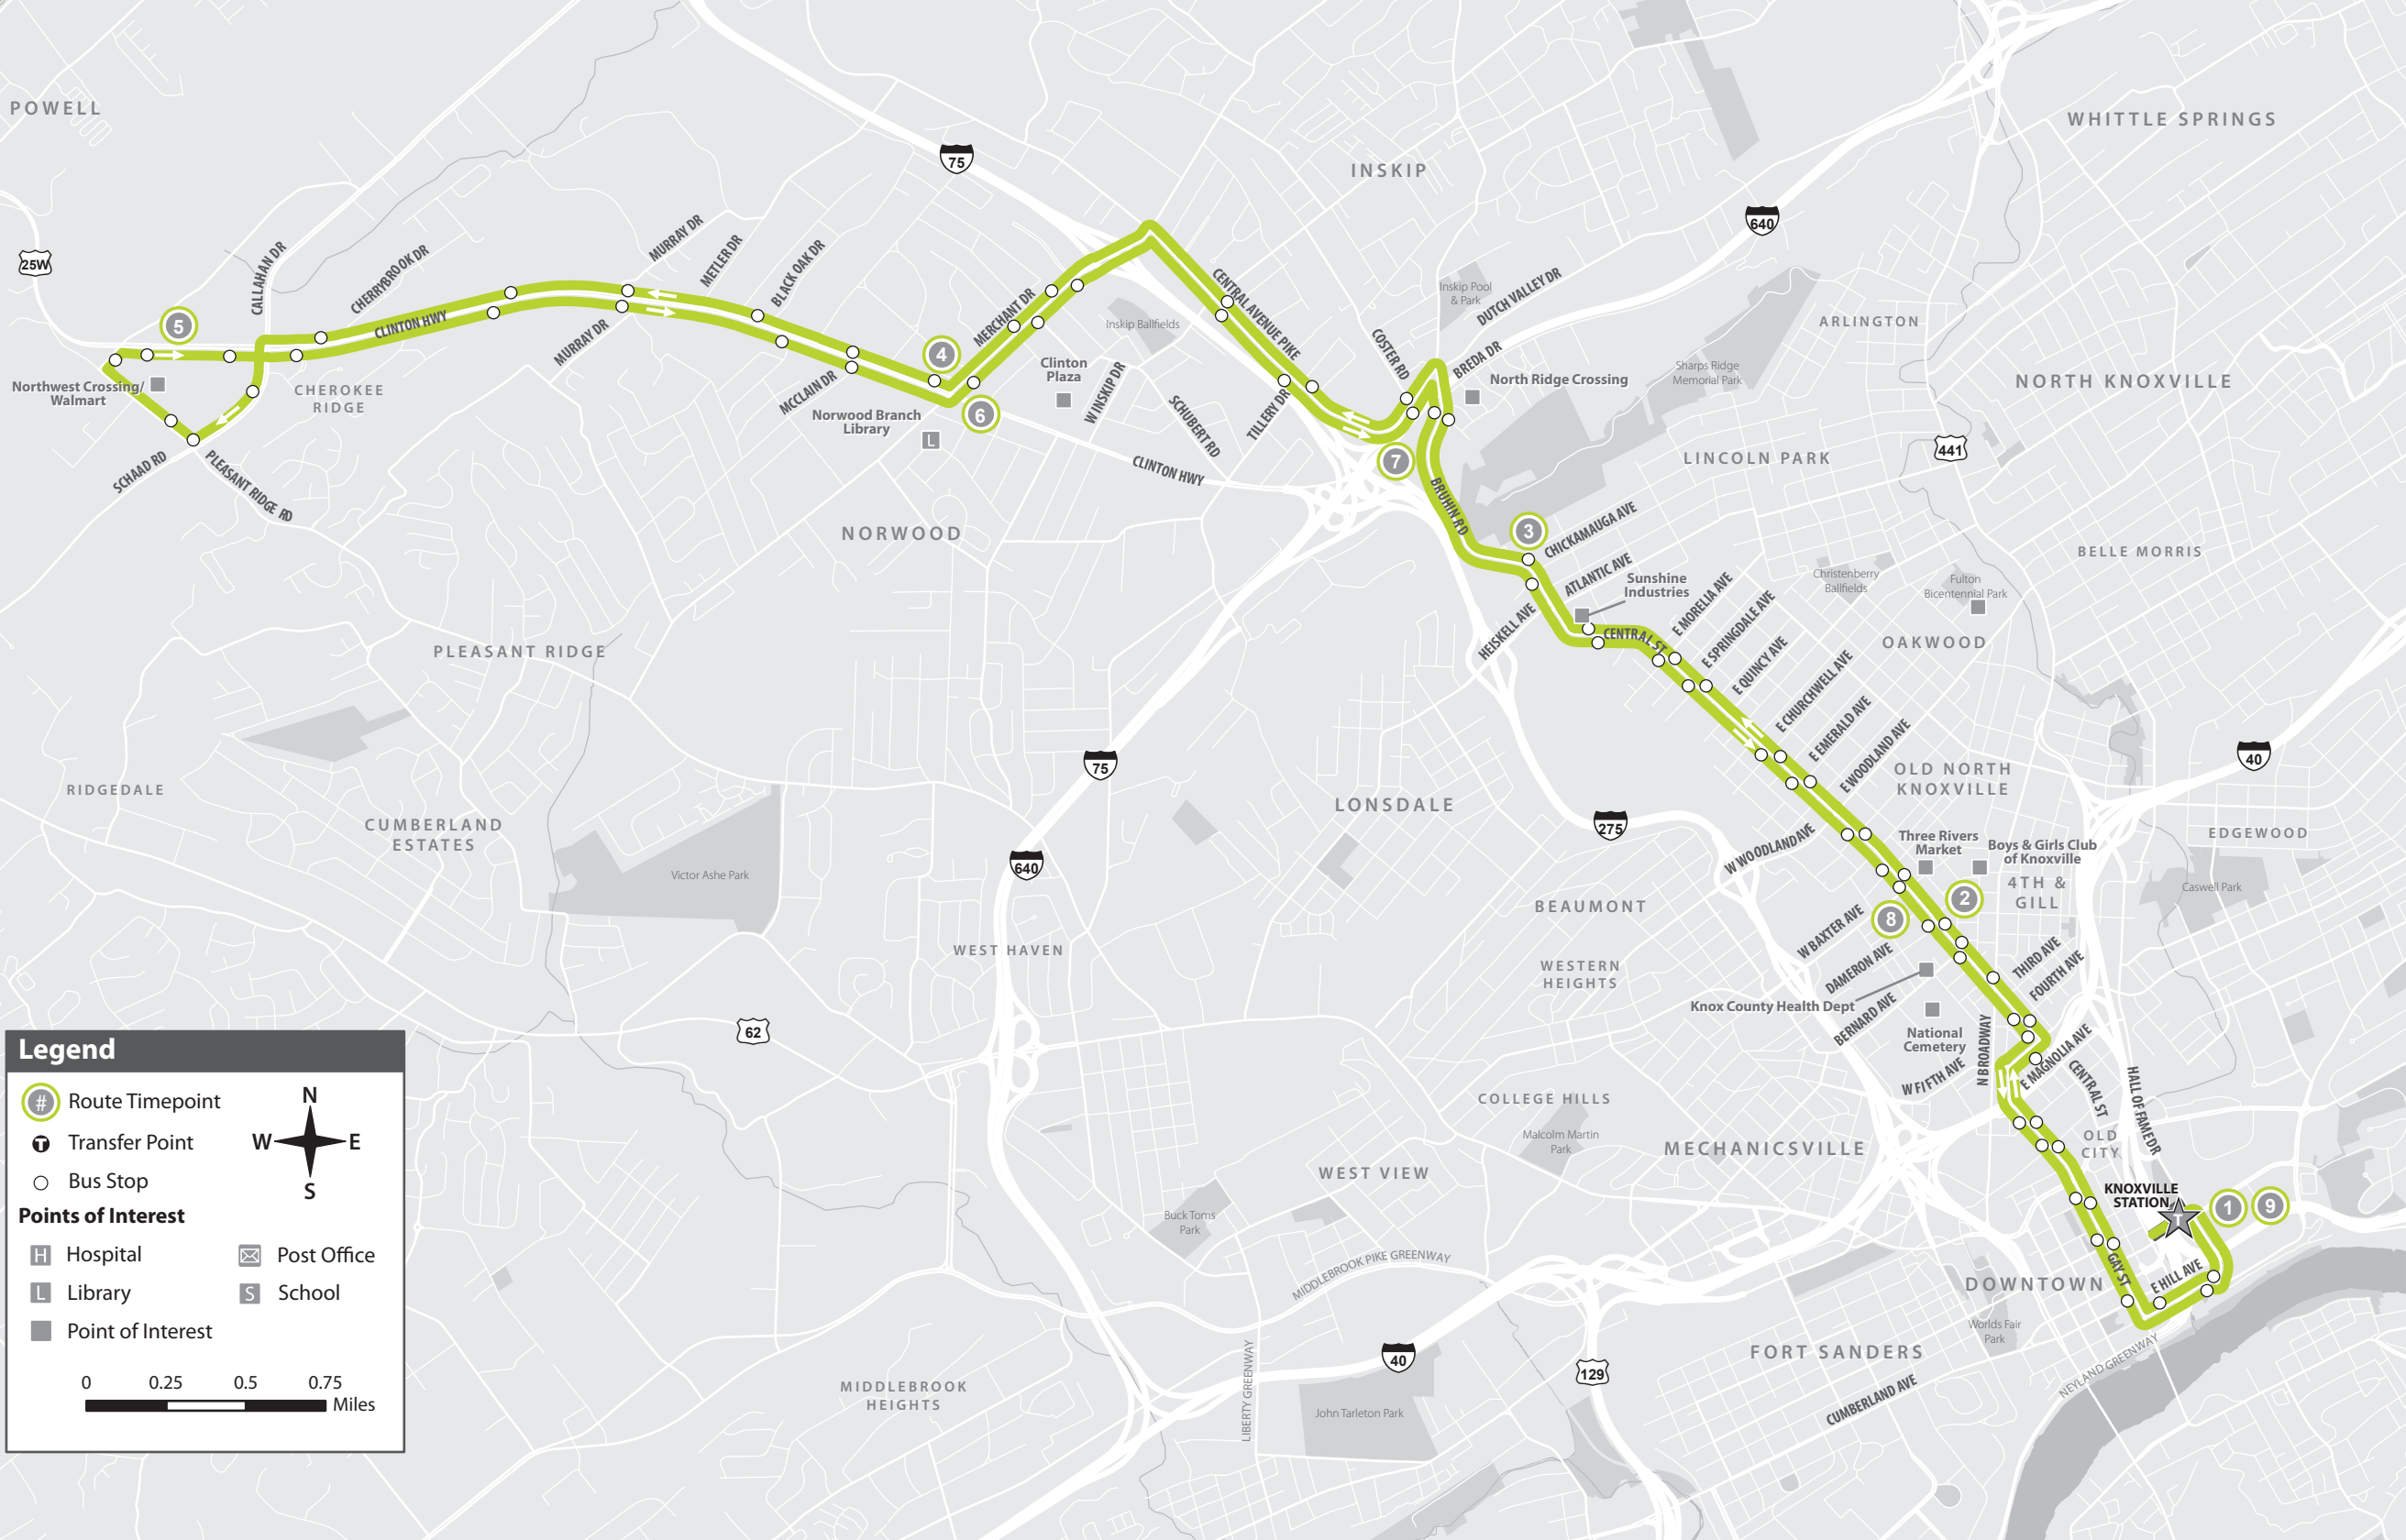 POWELL
WHITTLE SPRINGS
75
INSKIP
640
25W
MURRAY DR
METLER DR
BLACK OAK DR
CALLAHAN DR
CHERRYBROOK DR
CENTRAL AVENUE PIKE
Inskip Pool
& Park
DUTCH VALLEY DR
5
CLINTON HWY
MURRAY DR
MERCHANT DR
Inskip Ballfields
COSTER RD
BREDA DR
ARLINGTON
4
Northwest Crossing/
Walmart
CHEROKEE
RIDGE
MCCLAIN DR
Clinton
Plaza
W INSKIP DR
North Ridge Crossing
Sharps Ridge
Memorial Park
NORTH KNOXVILLE
Norwood Branch
Library
L
6
SCHUBERT RD
TILLERY DR
7
441
LINCOLN PARK
SCHAAD RD
PLEASANT RIDGE RD
CLINTON HWY
BRUHIN RD
NORWOOD
3
CHICKAMAUGA AVE
BELLE MORRIS
ATLANTIC AVE
Sunshine
Industries
Christenberry
Ballfields
Fulton
Bicentennial Park
HEISKELL AVE
CENTRAL ST
E MORELIA AVE
E SPRINGDALE AVE
E QUINCY AVE
OAKWOOD
PLEASANT RIDGE
E CHURCHWELL AVE
E EMERALD AVE
E WOODLAND AVE
75
40
OLD NORTH
KNOXVILLE
RIDGEDALE
LONSDALE
CUMBERLAND
ESTATES
275
EDGEWOOD
W WOODLAND AVE
Three Rivers
Market
Boys & Girls Club
of Knoxville
640
Victor Ashe Park
4TH &
GILL
Caswell Park
BEAUMONT
2
8
W BAXTER AVE
WEST HAVEN
WESTERN
HEIGHTS
DAMERON AVE
THIRD AVE
FOURTH AVE
Knox County Health Dept
BERNARD AVE
National
Cemetery
62
N BROADWAY
W FIFTH AVE
E MAGNOLIA AVE
CENTRAL ST
HALL OF FAME DR
COLLEGE HILLS
Malcolm Martin
Park
MECHANICSVILLE
OLD
CITY
WEST VIEW
KNOXVILLE
STATION
T
1
9
Buck Toms
Park
MIDDLEBROOK PIKE GREENWAY
GAY ST
E HILL AVE
DOWNTOWN
Worlds Fair
Park
FORT SANDERS
NEYLAND GREENWAY
40
129
LIBERTY GREENWAY
MIDDLEBROOK
HEIGHTS
John Tarleton Park
CUMBERLAND AVE
Legend
# Route Timepoint
T Transfer Point
Bus Stop
N
W E
S
Points of Interest
H Hospital
Post Office
L Library
S School
Point of Interest
0 0.25 0.5 0.75
Miles